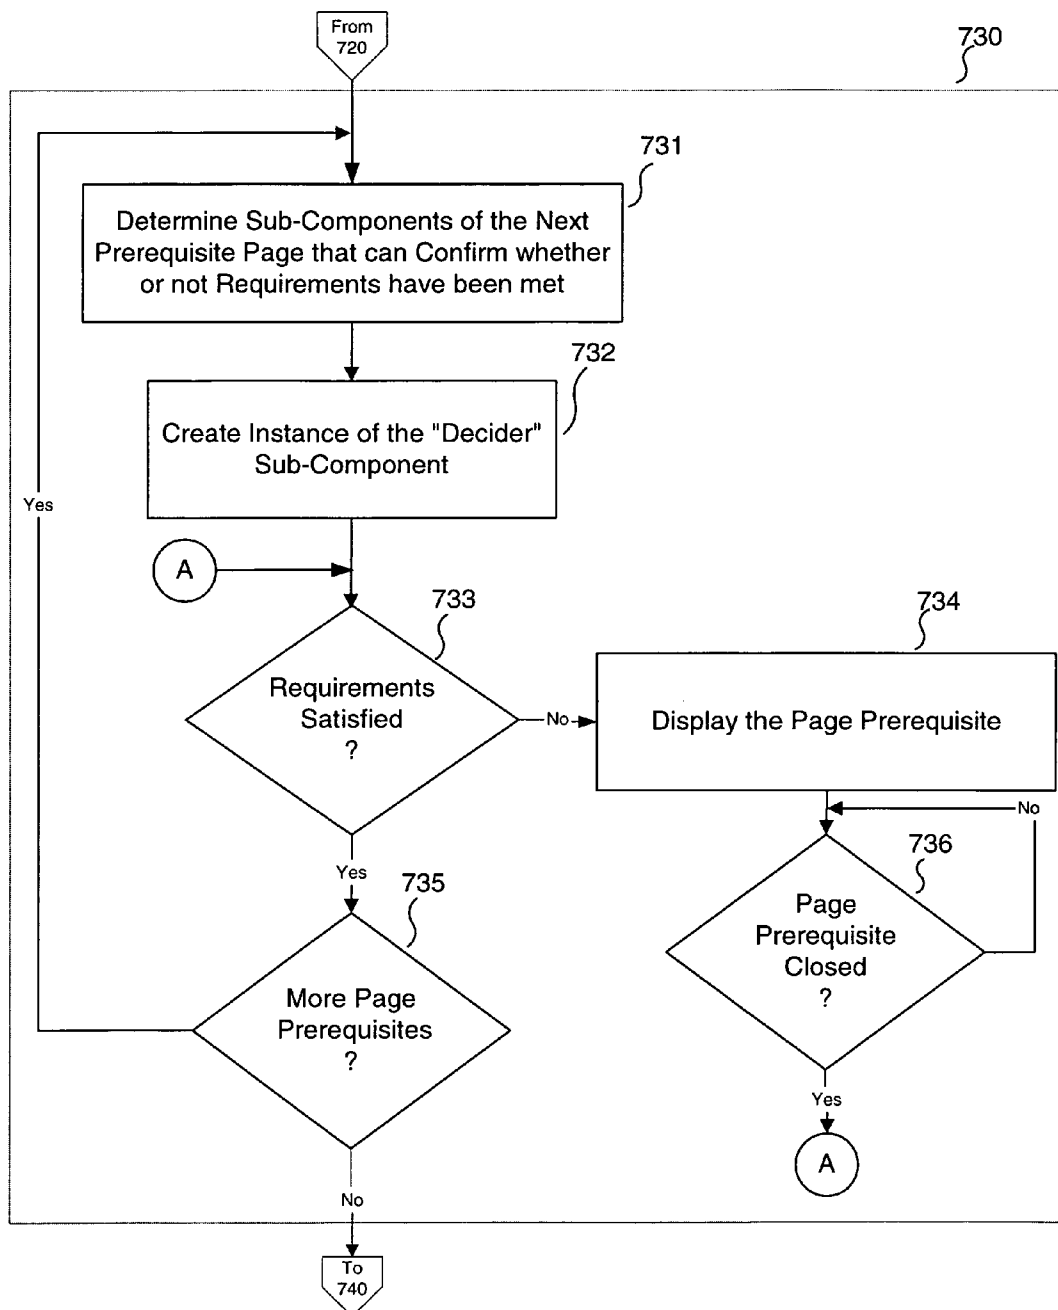 From
720
730
731
Determine Sub-Components of the Next
Prerequisite Page that can Confirm whether
or not Requirements have been met
732
Create Instance of the "Decider"
Sub-Component
Yes
A
733
Requirements
Satisfied
?
No
734
Display the Page Prerequisite
No
Yes
735
736
Page
Prerequisite
Closed
?
More Page
Prerequisites
?
Yes
A
No
To
740